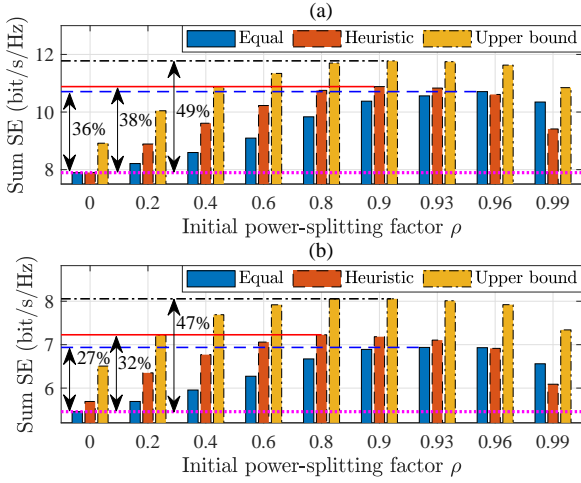 (a)
Equal Heuristic Upper bound
12
10
8
Sum SE (bit/s/Hz)
36%
38%
49%
0 0.2 0.4 0.6 0.8 0.9 0.93 0.96 0.99
Initial power-splitting factor ρ
(b)
Equal Heuristic Upper bound
8
7
6
Sum SE (bit/s/Hz)
27%
32%
47%
0 0.2 0.4 0.6 0.8 0.9 0.93 0.96 0.99
Initial power-splitting factor ρ